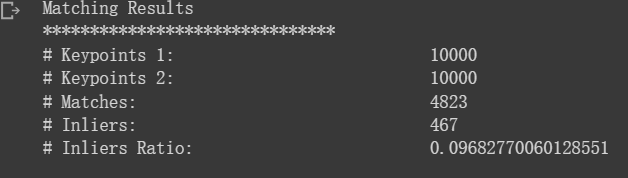 Matching Results
*******************************
# Keypoints 1: 10000
# Keypoints 2: 10000
# Matches: 4823
# Inliers: 467
# Inliers Ratio: 0.09682770060128551